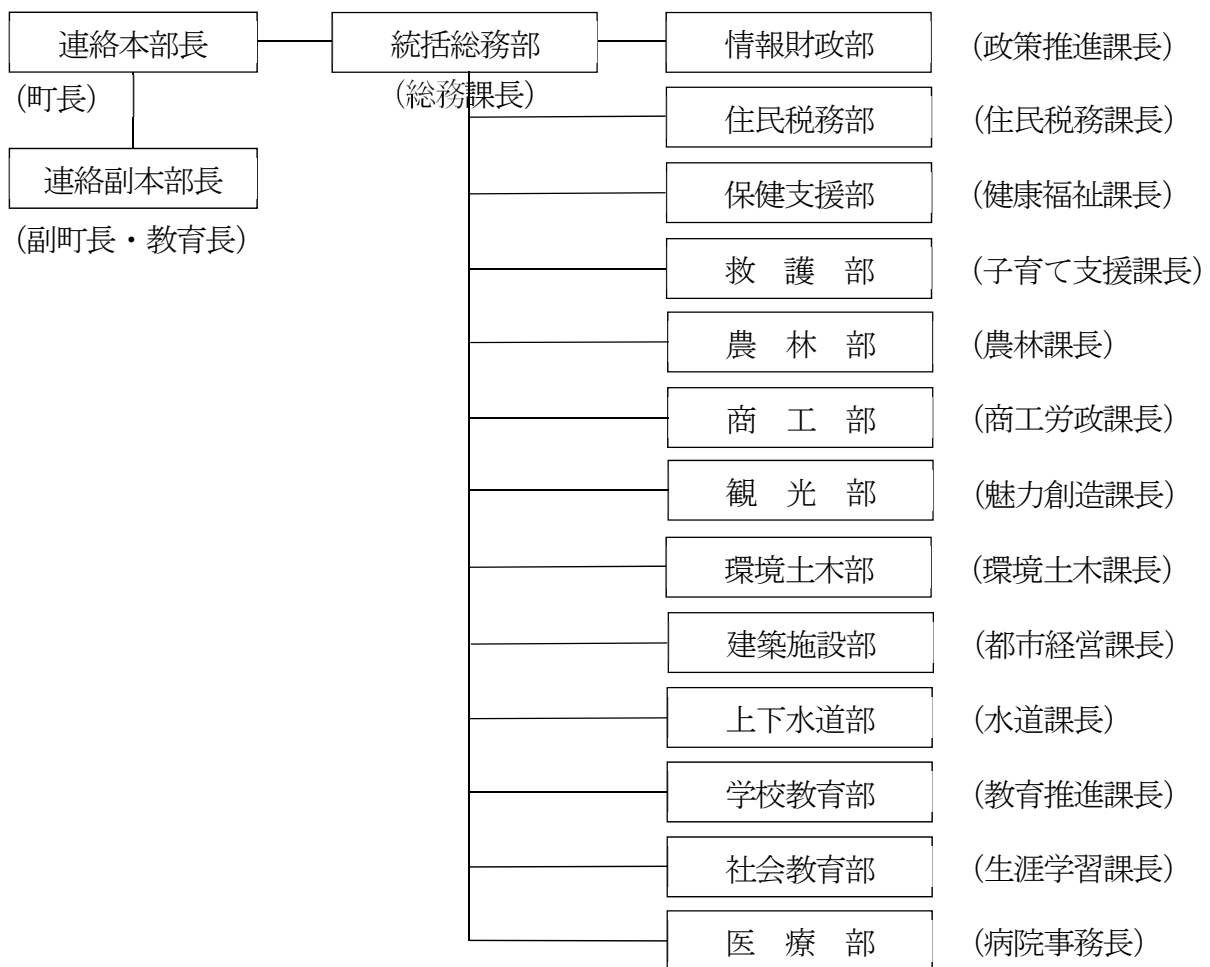 連絡本部長 統括総務部 情報財政部 (政策推進課長)
(町長) (総務課長)
住民税務部 (住民税務課長)
連絡副本部長 保健支援部 (健康福祉課長)
(副町長・教育長)
救 護 部 (子育て支援課長)
農 林 部 (農林課長)
商 工 部 (商工労政課長)
観 光 部 (魅力創造課長)
環境土木部 (環境土木課長)
建築施設部 (都市経営課長)
上下水道部 (水道課長)
学校教育部 (教育推進課長)
社会教育部 (生涯学習課長)
医 療 部 (病院事務長)